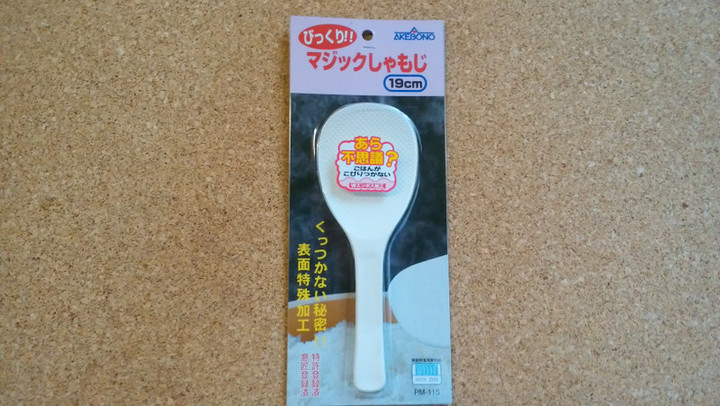 びっくり!!
AKEBONO
マジックしゃもじ
19cm
あら
不思議?
ごはんが
こびりつかない
くっつかない秘密!!
表面特殊加工
特許登録済
意匠登録済
PM-115